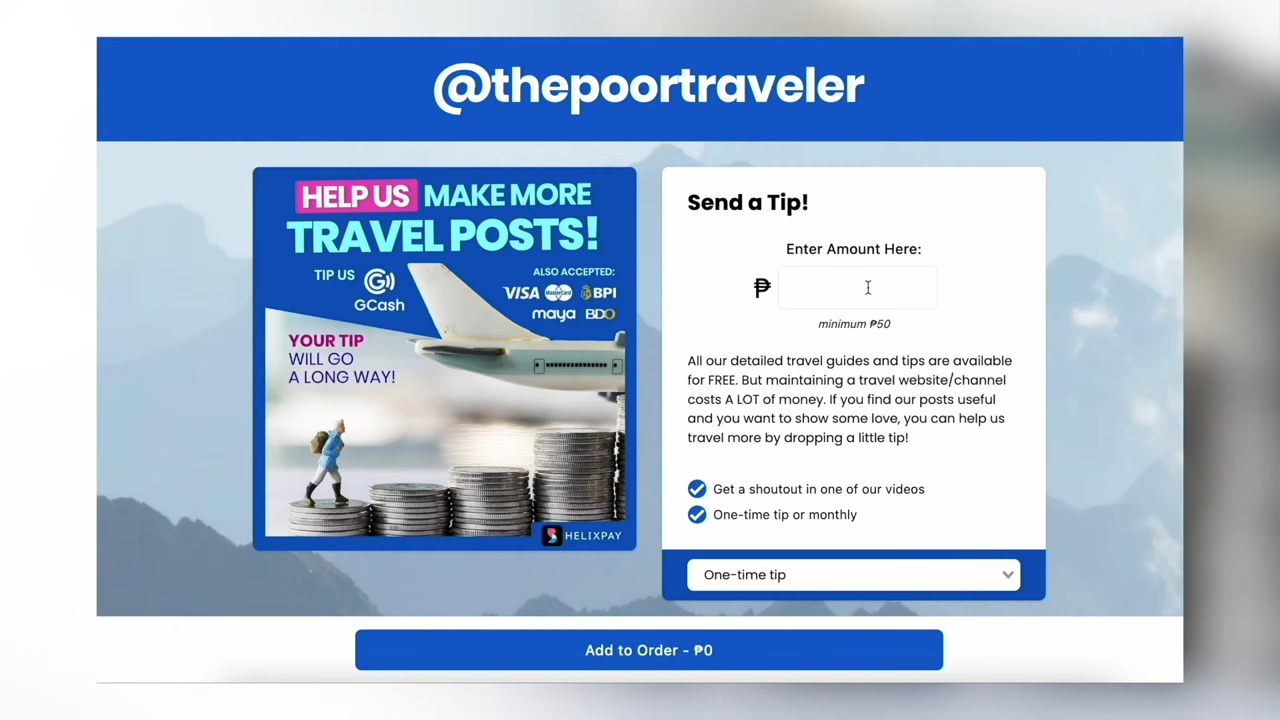 @thepoortraveler
HELP US MAKE MORE
TRAVEL POSTS!
TIP US
GCash
ALSO ACCEPTED:
VISA MasterCard BPI
maya BDO
YOUR TIP
WILL GO
A LONG WAY!
HELIXPAY
Send a Tip!
Enter Amount Here:
₱
minimum ₱50
All our detailed travel guides and tips are available
for FREE. But maintaining a travel website/channel
costs A LOT of money. If you find our posts useful
and you want to show some love, you can help us
travel more by dropping a little tip!
Get a shoutout in one of our videos
One-time tip or monthly
One-time tip
Add to Order - ₱0